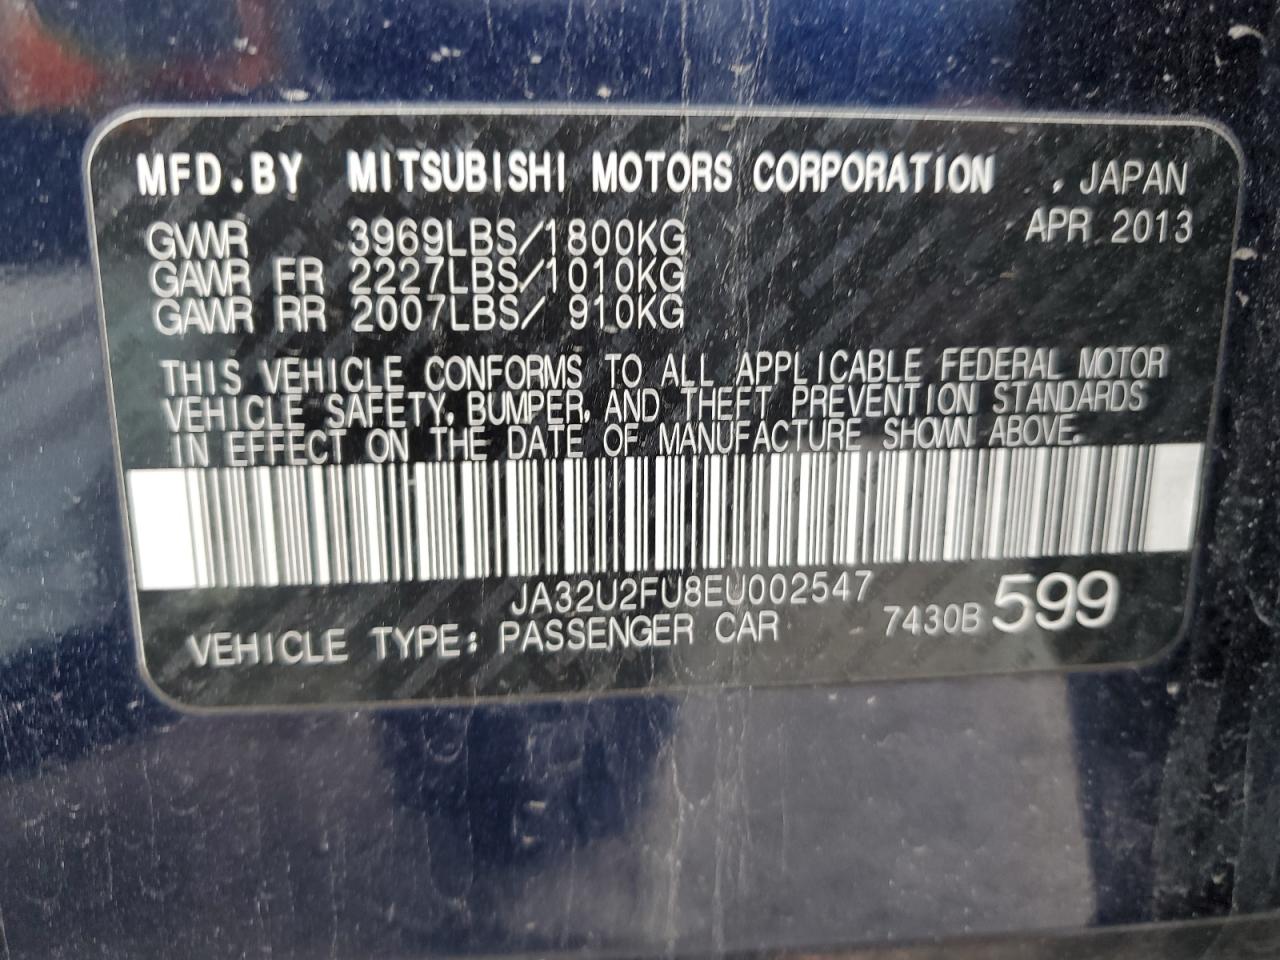 MFD.BY MITSUBISHI MOTORS CORPORATION , JAPAN
GVWR 3969LBS/1800KG APR 2013
GAWR FR 2227LBS/1010KG
GAWR RR 2007LBS/ 910KG
THIS VEHICLE CONFORMS TO ALL APPLICABLE FEDERAL MOTOR
VEHICLE SAFETY, BUMPER, AND THEFT PREVENTION STANDARDS
IN EFFECT ON THE DATE OF MANUFACTURE SHOWN ABOVE.
JA32U2FU8EU002547
VEHICLE TYPE: PASSENGER CAR 7430B 599